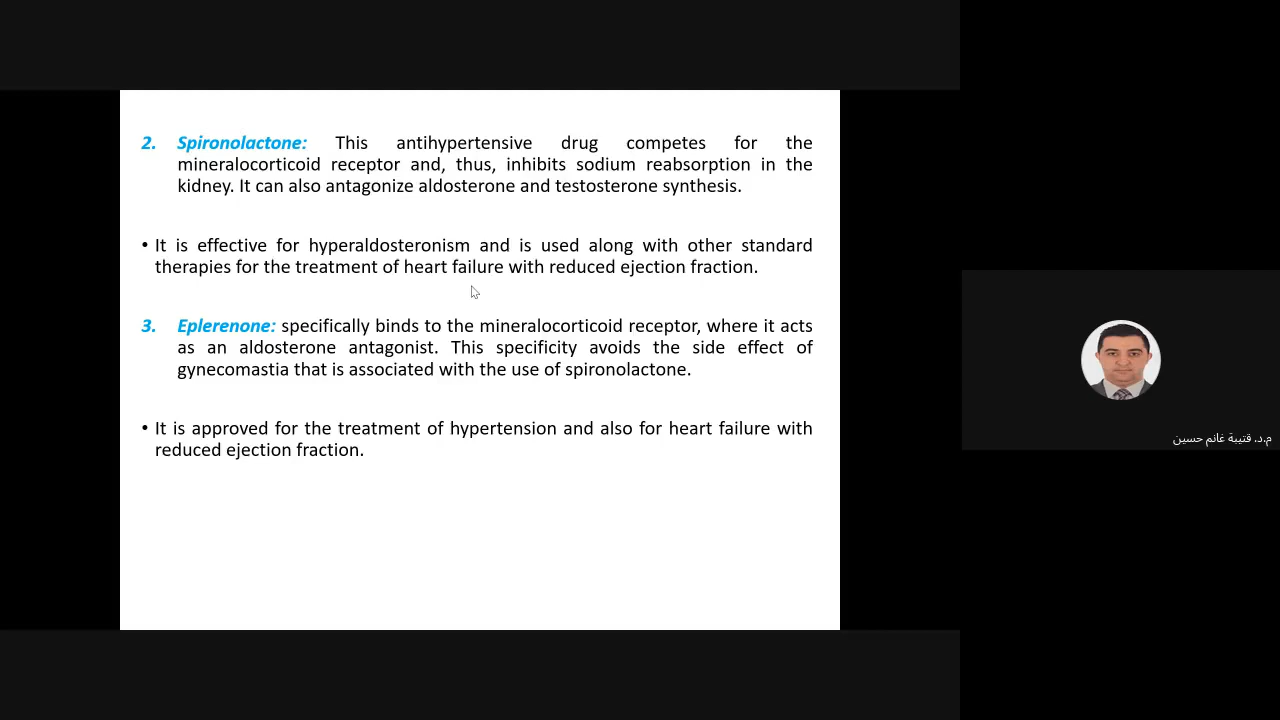 2. Spironolactone: This antihypertensive drug competes for the
mineralocorticoid receptor and, thus, inhibits sodium reabsorption in the
kidney. It can also antagonize aldosterone and testosterone synthesis.
• It is effective for hyperaldosteronism and is used along with other standard
therapies for the treatment of heart failure with reduced ejection fraction.
3. Eplerenone: specifically binds to the mineralocorticoid receptor, where it acts
as an aldosterone antagonist. This specificity avoids the side effect of
gynecomastia that is associated with the use of spironolactone.
• It is approved for the treatment of hypertension and also for heart failure with
reduced ejection fraction.
م.د. قتيبة غانم حسين